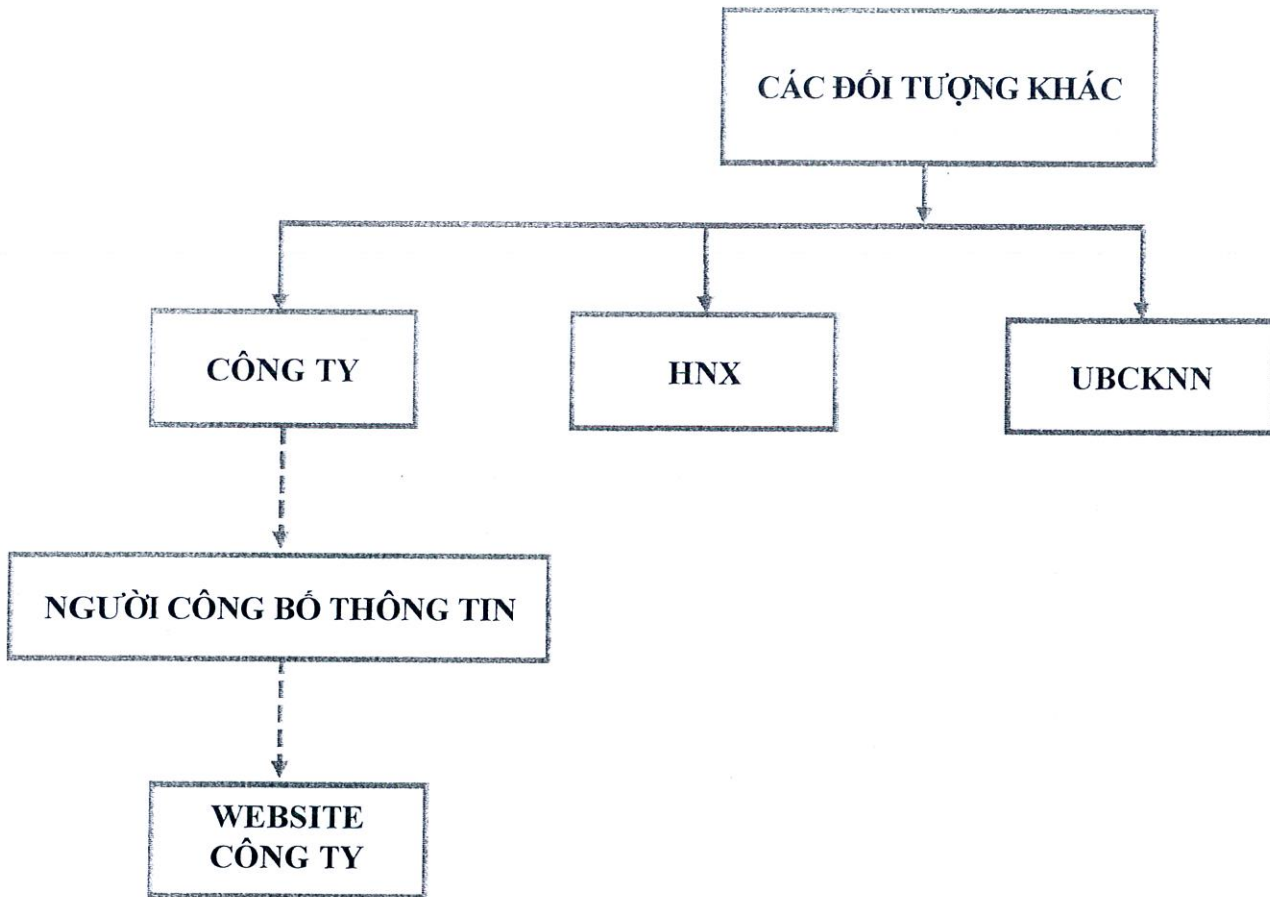 CÁC ĐỐI TƯỢNG KHÁC
CÔNG TY
HNX
UBCKNN
NGƯỜI CÔNG BỐ THÔNG TIN
WEBSITE
CÔNG TY